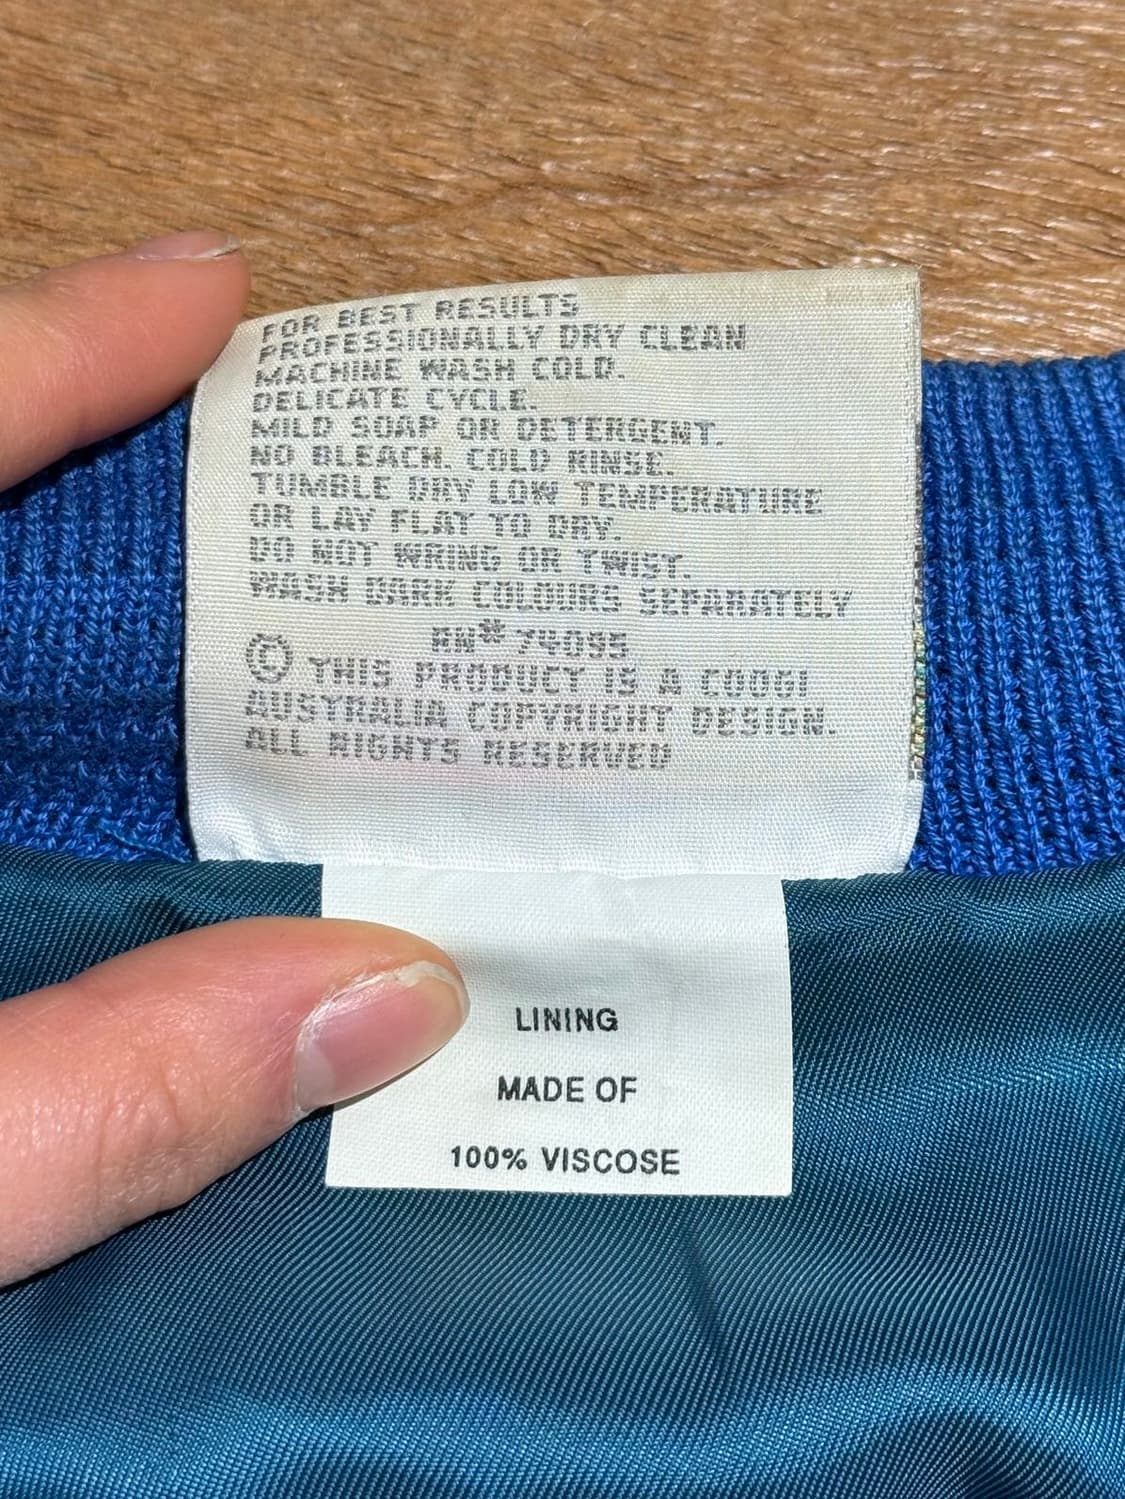 FOR BEST RESULTS
PROFESSIONALLY DRY CLEAN
MACHINE WASH COLD.
DELICATE CYCLE.
MILD SOAP OR DETERGENT.
NO BLEACH. COLD RINSE.
TUMBLE DRY LOW TEMPERATURE
OR LAY FLAT TO DRY.
DO NOT WRING OR TWIST.
WASH DARK COLOURS SEPARATELY
RN# 74095
© THIS PRODUCT IS A COOGI
AUSTRALIA COPYRIGHT DESIGN.
ALL RIGHTS RESERVED
LINING
MADE OF
100% VISCOSE